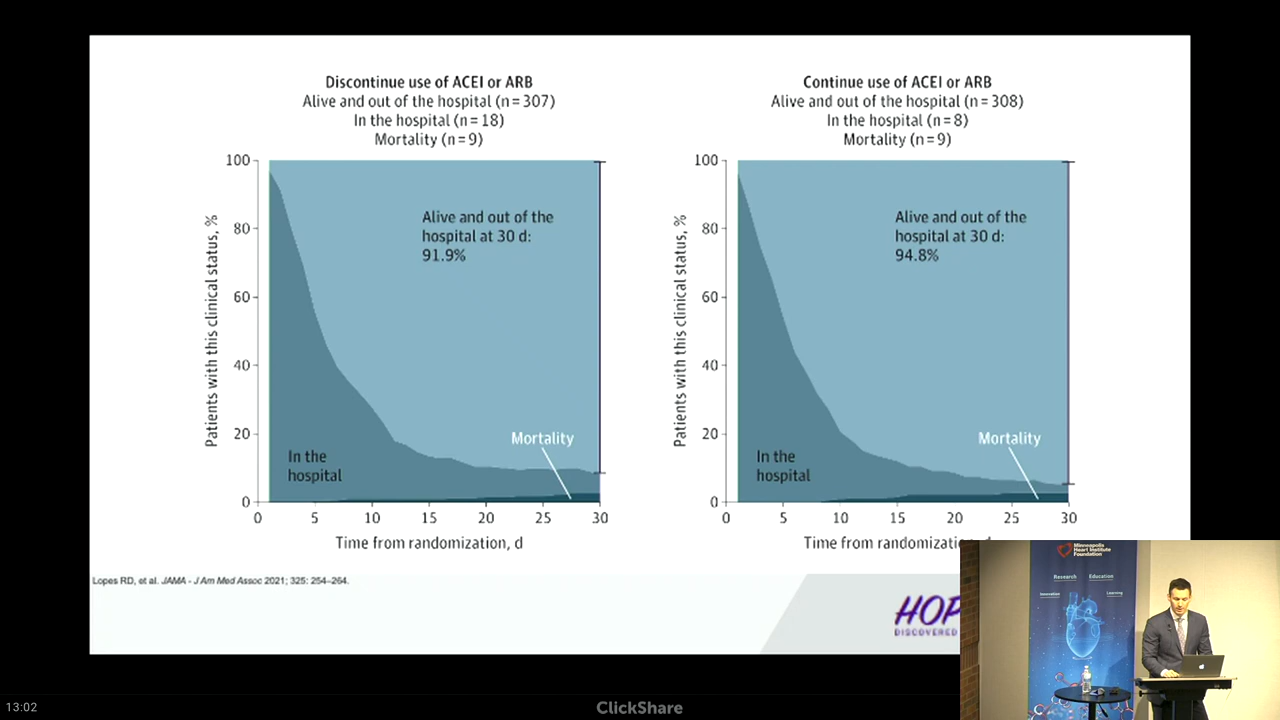 Discontinue use of ACEI or ARB
Alive and out of the hospital (n=307)
In the hospital (n=18)
Mortality (n=9)
100
80
60
40
20
0
Patients with this clinical status, %
Alive and out of the
hospital at 30 d:
91.9%
Mortality
In the
hospital
0 5 10 15 20 25 30
Time from randomization, d
Continue use of ACEI or ARB
Alive and out of the hospital (n=308)
In the hospital (n=8)
Mortality (n=9)
100
80
60
40
20
0
Patients with this clinical status, %
Alive and out of the
hospital at 30 d:
94.8%
Mortality
In the
hospital
0 5 10 15 20 25 30
Time from randomization, d
Lopes RD, et al. JAMA - J Am Med Assoc 2021; 325: 254–264.
HOP
DISCOVERED
Minneapolis
Heart Institute
Foundation
Research Education
Innovation Learning
13:02
ClickShare